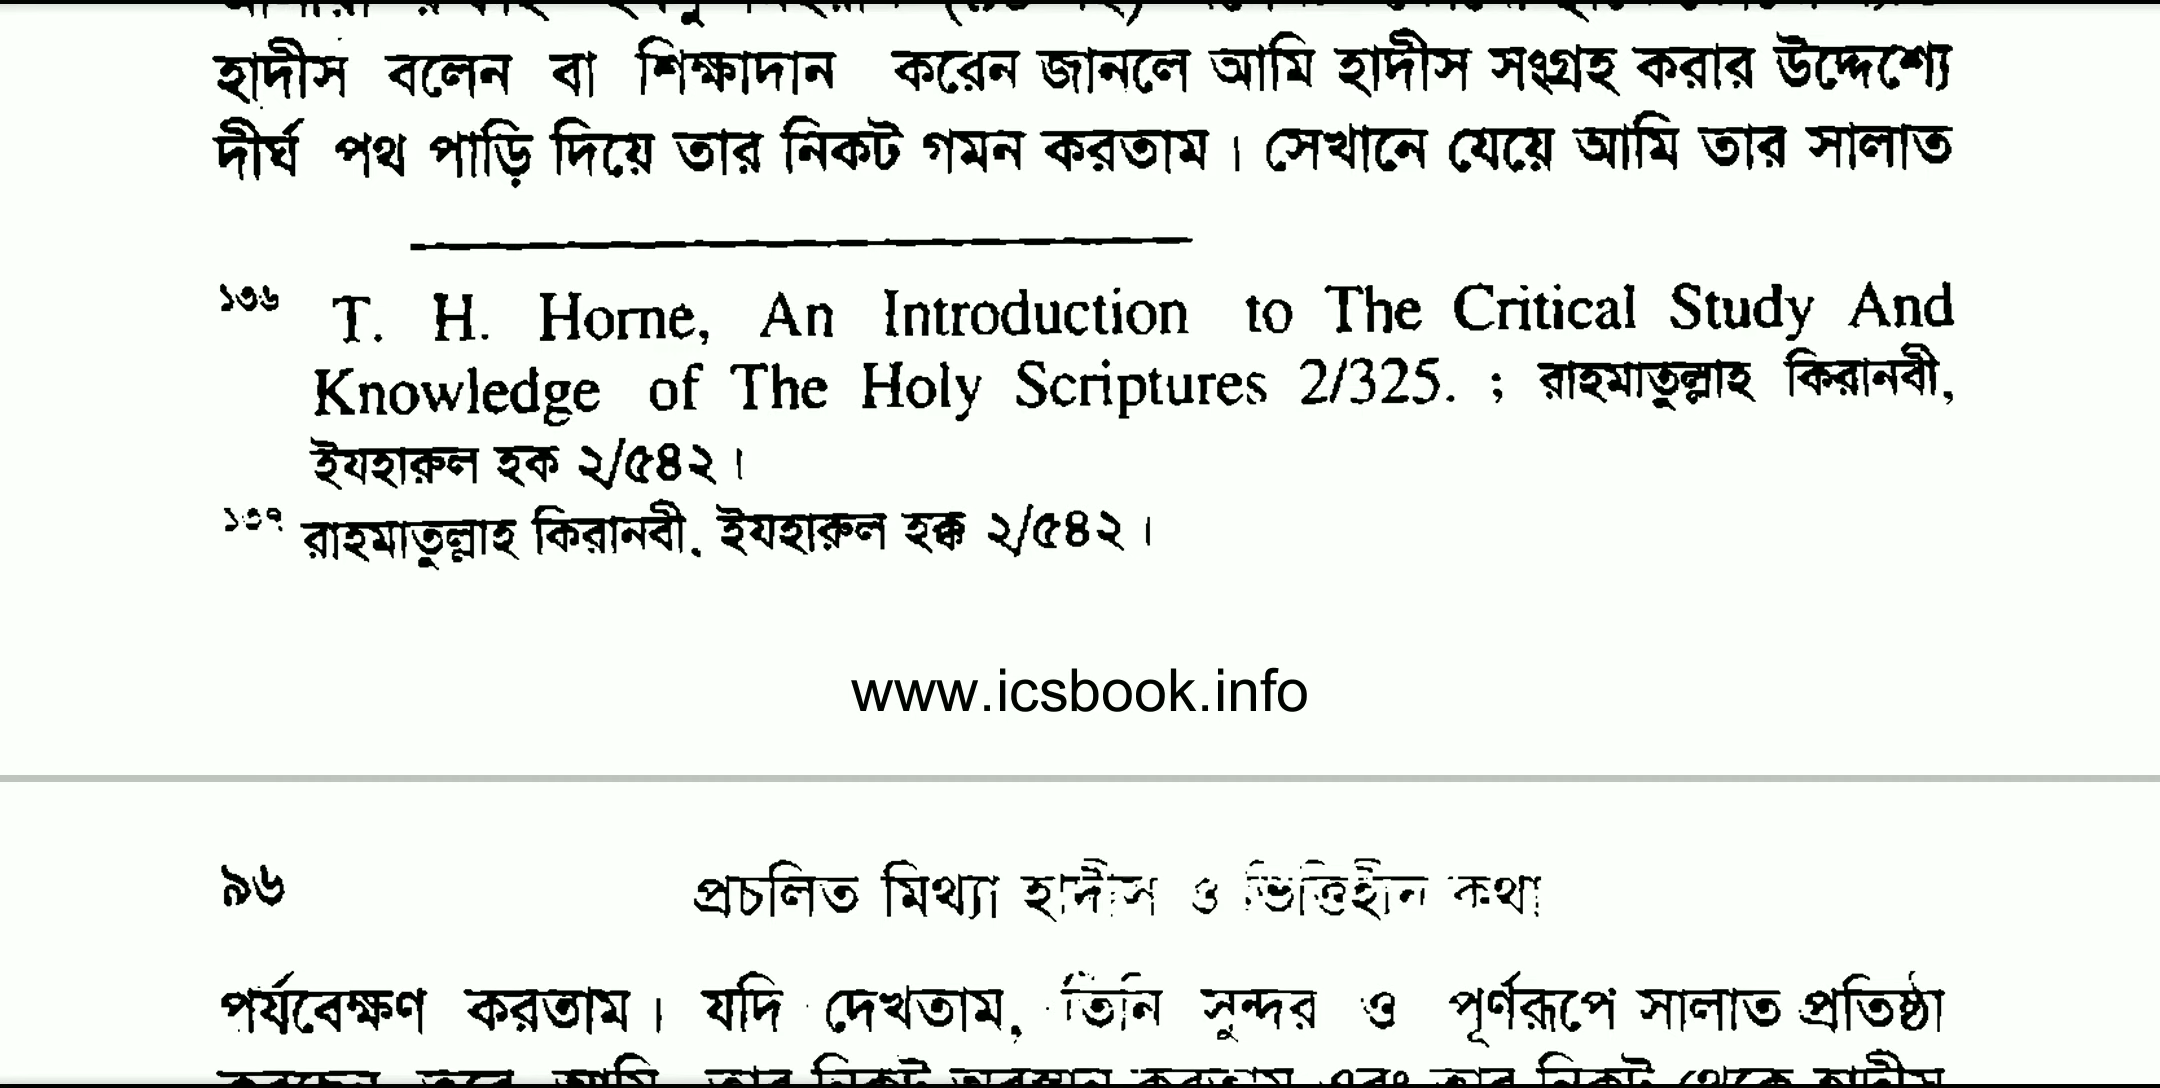 হাদীস বলেন বা শিক্ষাদান করেন জানলে আমি হাদীস সংগ্রহ করার উদ্দেশ্যে
দীর্ঘ পথ পাড়ি দিয়ে তার নিকট গমন করতাম। সেখানে যেয়ে আমি তার সালাত
১৩৬ T. H. Horne, An Introduction to The Critical Study And
Knowledge of The Holy Scriptures 2/325. ; রাহমাতুল্লাহ কিরানবী,
ইযহারুল হক ২/৫৪২।
১৩৭ রাহমাতুল্লাহ কিরানবী, ইযহারুল হক্ক ২/৫৪২।
www.icsbook.info
৯৬ প্রচলিত মিথ্যা হাদীস ও ভিত্তিহীন কথা
পর্যবেক্ষণ করতাম। যদি দেখতাম, তিনি সুন্দর ও পূর্ণরূপে সালাত প্রতিষ্ঠা